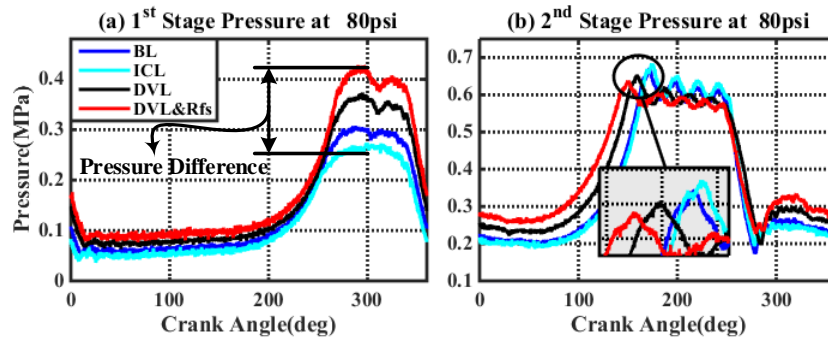 (a) 1st Stage Pressure at 80psi
BL
ICL
DVL
DVL&Rfs
Pressure Difference
0.4
0.3
0.2
0.1
0
0 100 200 300
Pressure(MPa)
Crank Angle(deg)
(b) 2nd Stage Pressure at 80psi
0.7
0.6
0.5
0.4
0.3
0.2
0.1
0 100 200 300
Crank Angle(deg)